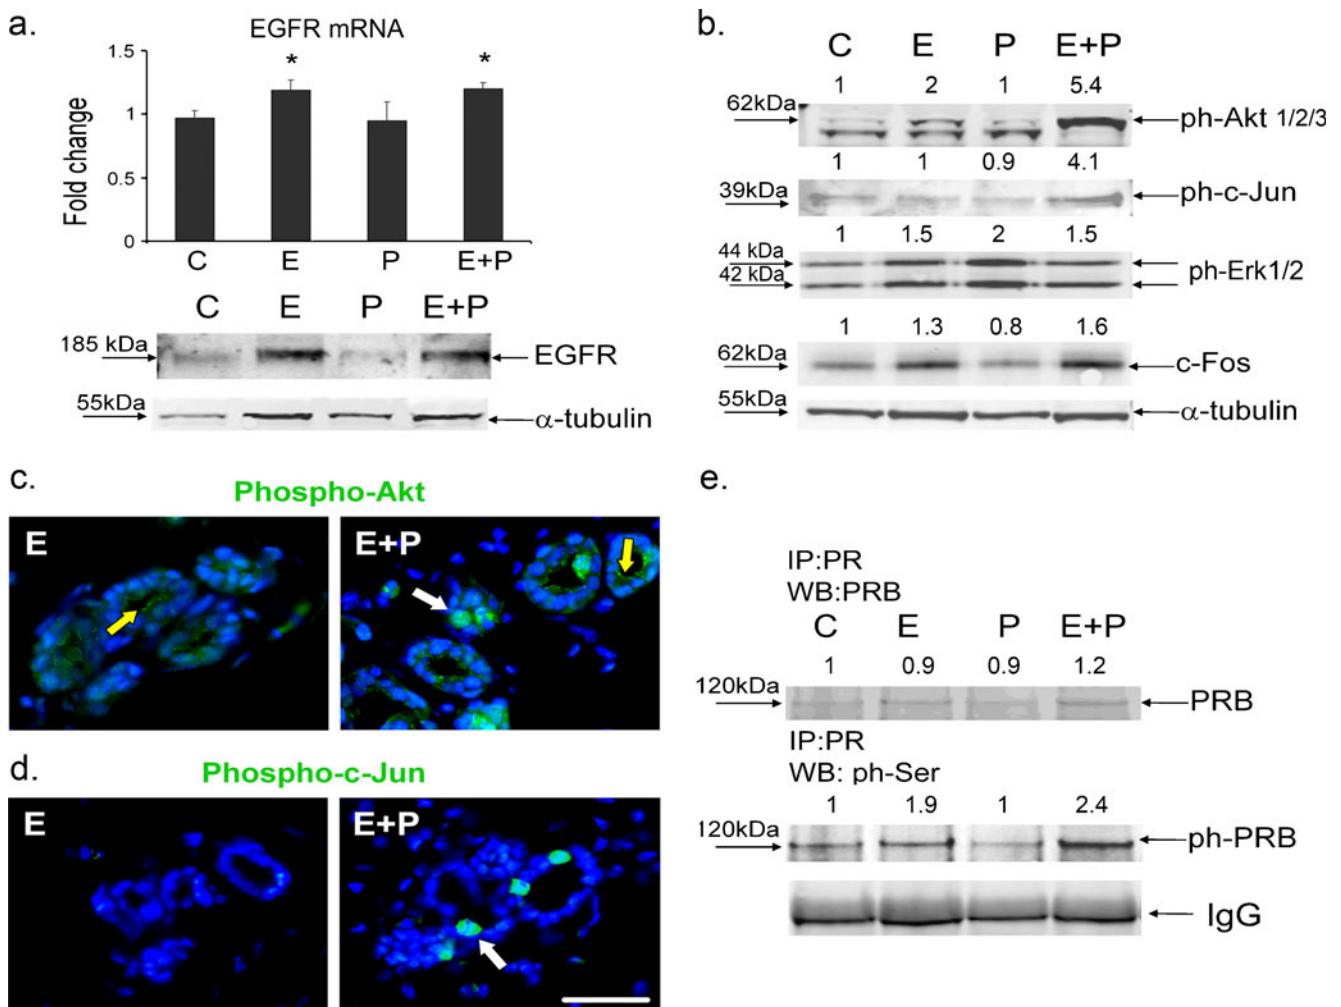 a.
EGFR mRNA
Fold change
1.5
1
0.5
0
* *
C E P E+P
C E P E+P
185 kDa EGFR
55kDa α-tubulin
b.
C E P E+P
1 2 1 5.4
62kDa ph-Akt 1/2/3
1 1 0.9 4.1
39kDa ph-c-Jun
1 1.5 2 1.5
44 kDa
42 kDa
ph-Erk1/2
1 1.3 0.8 1.6
62kDa c-Fos
55kDa α-tubulin
c.
Phospho-Akt
E E+P
d.
Phospho-c-Jun
E E+P
e.
IP:PR
WB:PRB
C E P E+P
1 0.9 0.9 1.2
120kDa PRB
IP:PR
WB: ph-Ser
1 1.9 1 2.4
120kDa ph-PRB
IgG